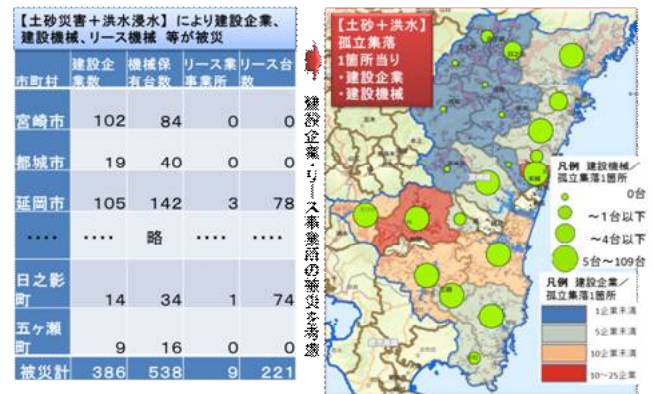 【土砂災害+洪水浸水】により建設企業、
建設機械、リース機械 等が被災
市町村 建設企業数 機械保有台数 リース業事業所 リース台数
宮崎市 102 84 0 0
都城市 19 40 0 0
延岡市 105 142 3 78
‥‥ ‥‥ 略 ‥‥ ‥‥
日之影町 14 34 1 74
五ヶ瀬町 9 16 0 0
被災計 386 538 9 221
建設企業・リース事業所の被災を考慮
【土砂+洪水】
孤立集落
1箇所当り
・建設企業
・建設機械
凡例 建設機械/
孤立集落1箇所
0台
～1台以下
～4台以下
5台～109台
凡例 建設企業/
孤立集落1箇所
1企業未満
5企業未満
10企業未満
10～25企業